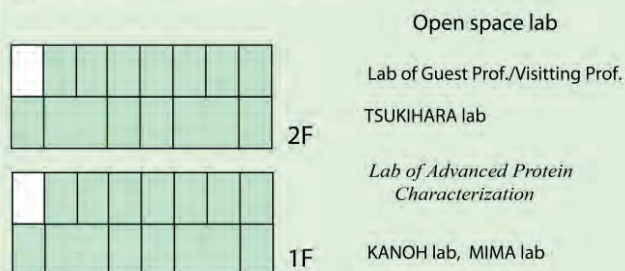 Open space lab
Lab of Guest Prof./Visitting Prof.
TSUKIHARA lab
2F
Lab of Advanced Protein
Characterization
1F
KANOH lab, MIMA lab